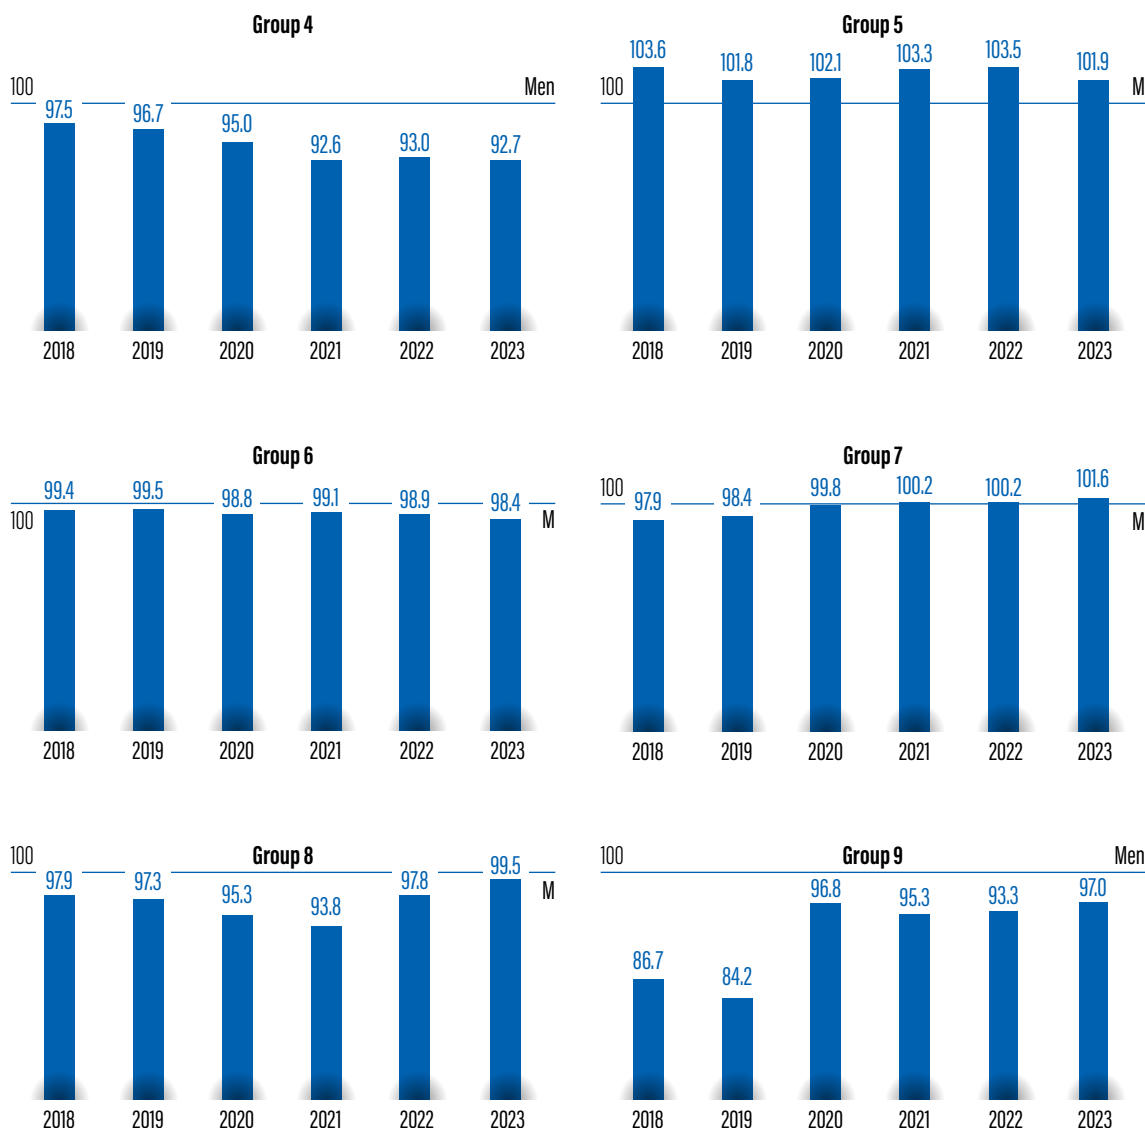 Group 4
100 Men
97.5 96.7 95.0 92.6 93.0 92.7
2018 2019 2020 2021 2022 2023
Group 5
103.6 101.8 102.1 103.3 103.5 101.9
100 M
2018 2019 2020 2021 2022 2023
Group 6
99.4 99.5 98.8 99.1 98.9 98.4
100 M
2018 2019 2020 2021 2022 2023
Group 7
100 97.9 98.4 99.8 100.2 100.2 101.6
M
2018 2019 2020 2021 2022 2023
100 Group 8
97.9 97.3 95.3 93.8 97.8 99.5
M
2018 2019 2020 2021 2022 2023
100 Group 9 Men
86.7 84.2 96.8 95.3 93.3 97.0
2018 2019 2020 2021 2022 2023